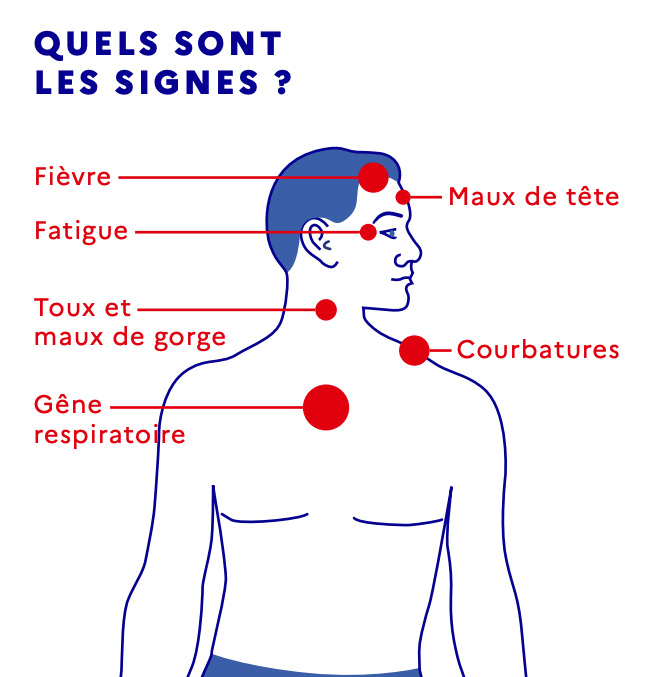 QUELS SONT
LES SIGNES ?
Fièvre
Maux de tête
Fatigue
Toux et
maux de gorge
Courbatures
Gêne
respiratoire